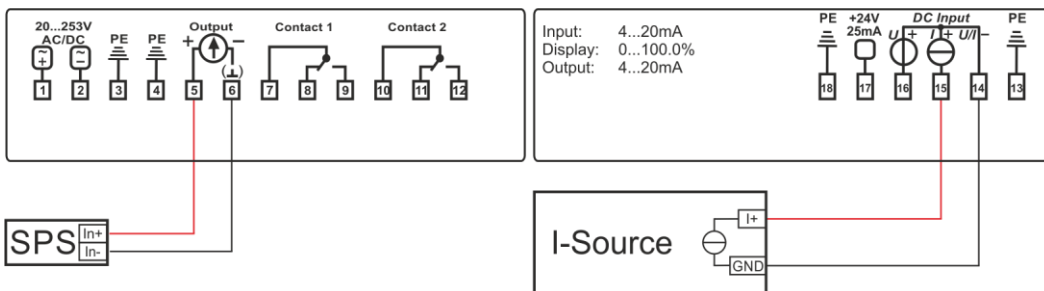 20...253V
AC/DC
PE
PE
Output
Contact 1
Contact 2
~
+
~
−
+
−
(⊥)
1
2
3
4
5
6
7
8
9
10
11
12
SPS
In+
In-
Input: 4...20mA
Display: 0...100.0%
Output: 4...20mA
PE
+24V
25mA
DC Input
U + I + U/I −
PE
18
17
16
15
14
13
I-Source
I+
GND